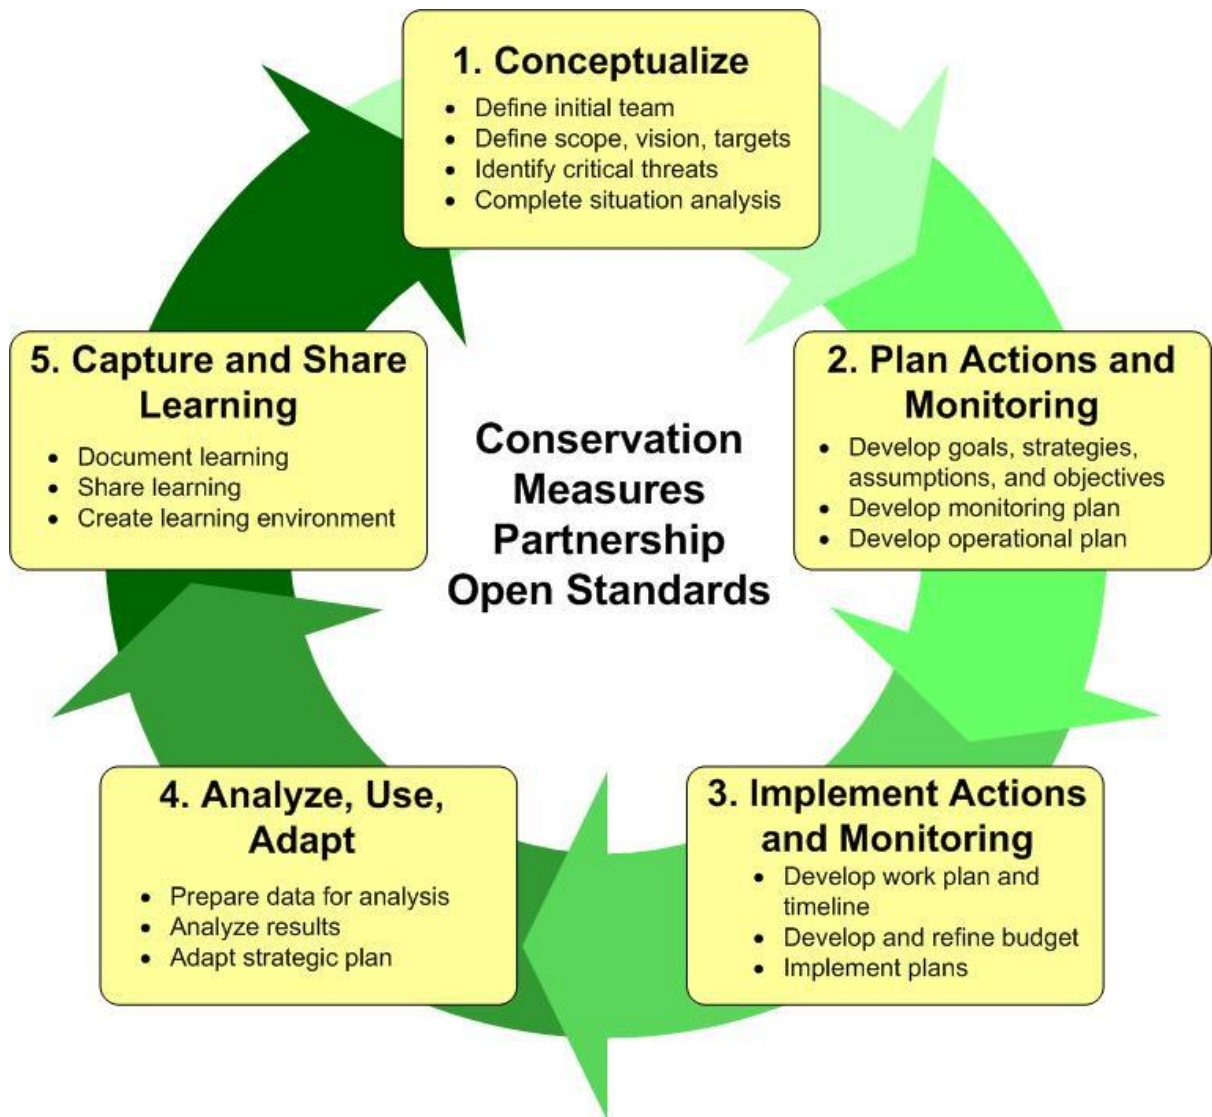 1. Conceptualize
• Define initial team
• Define scope, vision, targets
• Identify critical threats
• Complete situation analysis
2. Plan Actions and
Monitoring
• Develop goals, strategies,
assumptions, and objectives
• Develop monitoring plan
• Develop operational plan
3. Implement Actions
and Monitoring
• Develop work plan and
timeline
• Develop and refine budget
• Implement plans
4. Analyze, Use,
Adapt
• Prepare data for analysis
• Analyze results
• Adapt strategic plan
5. Capture and Share
Learning
• Document learning
• Share learning
• Create learning environment
Conservation
Measures
Partnership
Open Standards